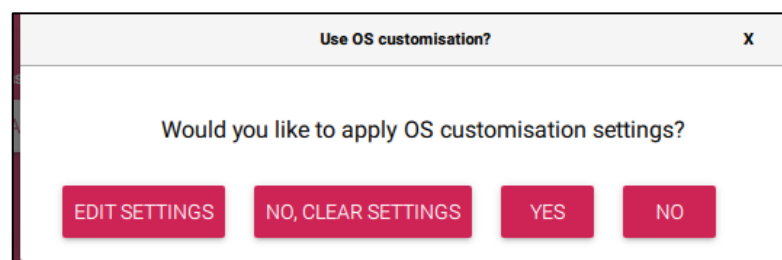 Use OS customisation?
X
Would you like to apply OS customisation settings?
EDIT SETTINGS
NO, CLEAR SETTINGS
YES
NO